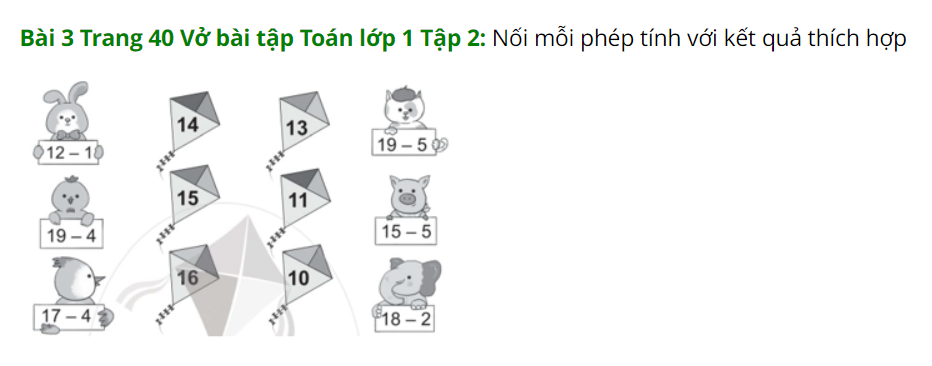 Bài 3 Trang 40 Vở bài tập Toán lớp 1 Tập 2: Nối mỗi phép tính với kết quả thích hợp
14
13
12 – 1
19 – 5
15
11
19 – 4
15 – 5
16
10
17 – 4
18 – 2